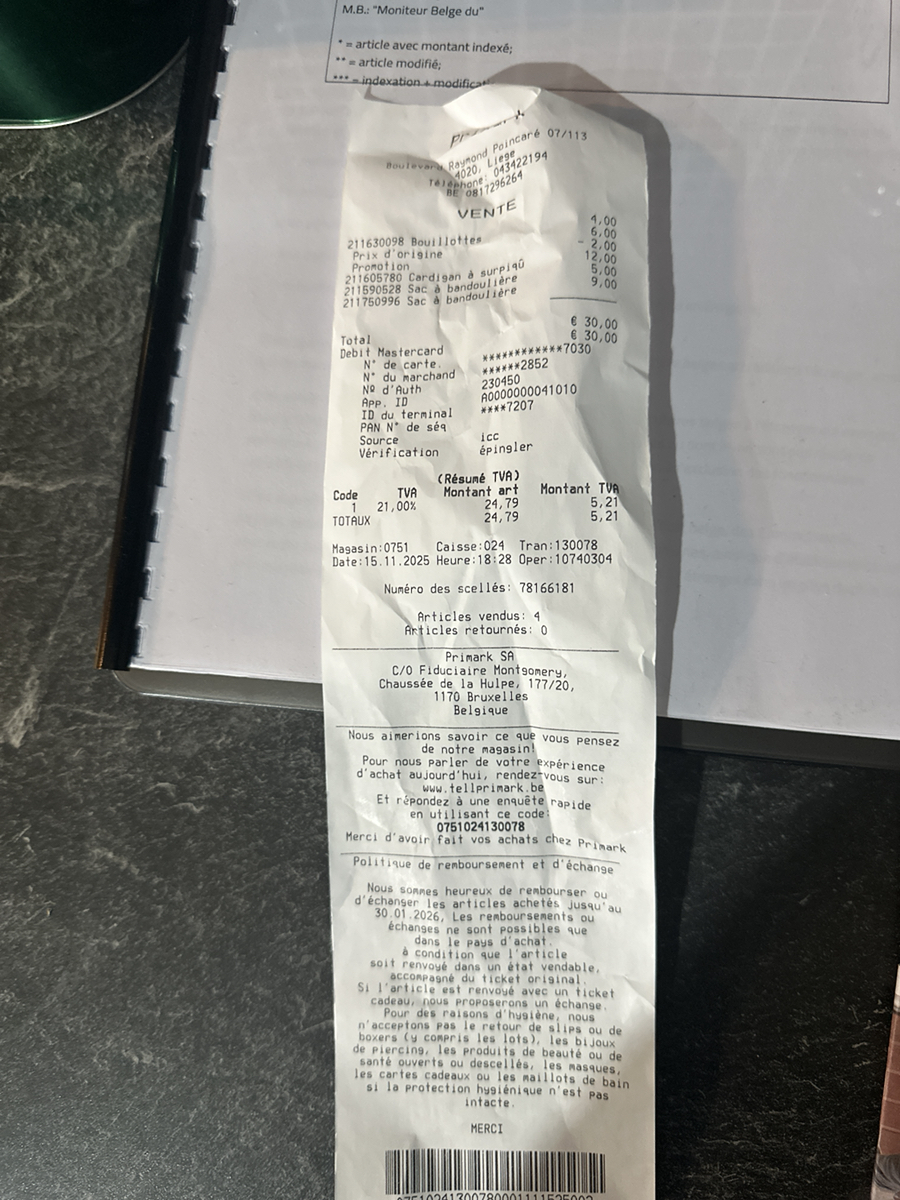 M.B.: "Moniteur Belge du"
* = article avec montant indexé;
** = article modifié;
*** = indexation + modificati
Boulevard Raymond Poincaré 07/113
4020, Liege
Téléphone: 043422194
BE 0817296264
VENTE
211630098 Bouillottes 4,00
Prix d'origine 6,00
Promotion - 2,00
211605780 Cardigan à surpiqû 12,00
211590528 Sac à bandoulière 5,00
211750996 Sac à bandoulière 9,00
Total € 30,00
Debit Mastercard € 30,00
N° de carte. ************7030
N° du marchand ******2852
Nº d'Auth 230450
App. ID A0000000041010
ID du terminal ****7207
PAN N° de séq
Source icc
Vérification épingler
(Résumé TVA)
Code TVA Montant art Montant TVA
1 21,00% 24,79 5,21
TOTAUX 24,79 5,21
Magasin:0751 Caisse:024 Tran:130078
Date:15.11.2025 Heure:18:28 Oper:10740304
Numéro des scellés: 78166181
Articles vendus: 4
Articles retournés: 0
Primark SA
C/O Fiduciaire Montgomery,
Chaussée de la Hulpe, 177/20,
1170 Bruxelles
Belgique
Nous aimerions savoir ce que vous pensez
de notre magasin!
Pour nous parler de votre expérience
d'achat aujourd'hui, rendez-vous sur:
www.tellprimark.be
Et répondez à une enquête rapide
en utilisant ce code:
0751024130078
Merci d'avoir fait vos achats chez Primark
Politique de remboursement et d'échange
Nous sommes heureux de rembourser ou
d'échanger les articles achetés jusqu'au
30.01.2026, Les remboursements ou
échanges ne sont possibles que
dans le pays d'achat.
à condition que l'article
soit renvoyé dans un état vendable,
accompagné du ticket original.
Si l'article est renvoyé avec un ticket
cadeau, nous proposerons un échange.
Pour des raisons d'hygiène, nous
n'acceptons pas le retour de slips ou de
boxers (y compris les lots), les bijoux
de piercing, les produits de beauté ou de
santé ouverts ou descellés, les masques,
les cartes cadeaux ou les maillots de bain
si la protection hygiénique n'est pas
intacte.
MERCI